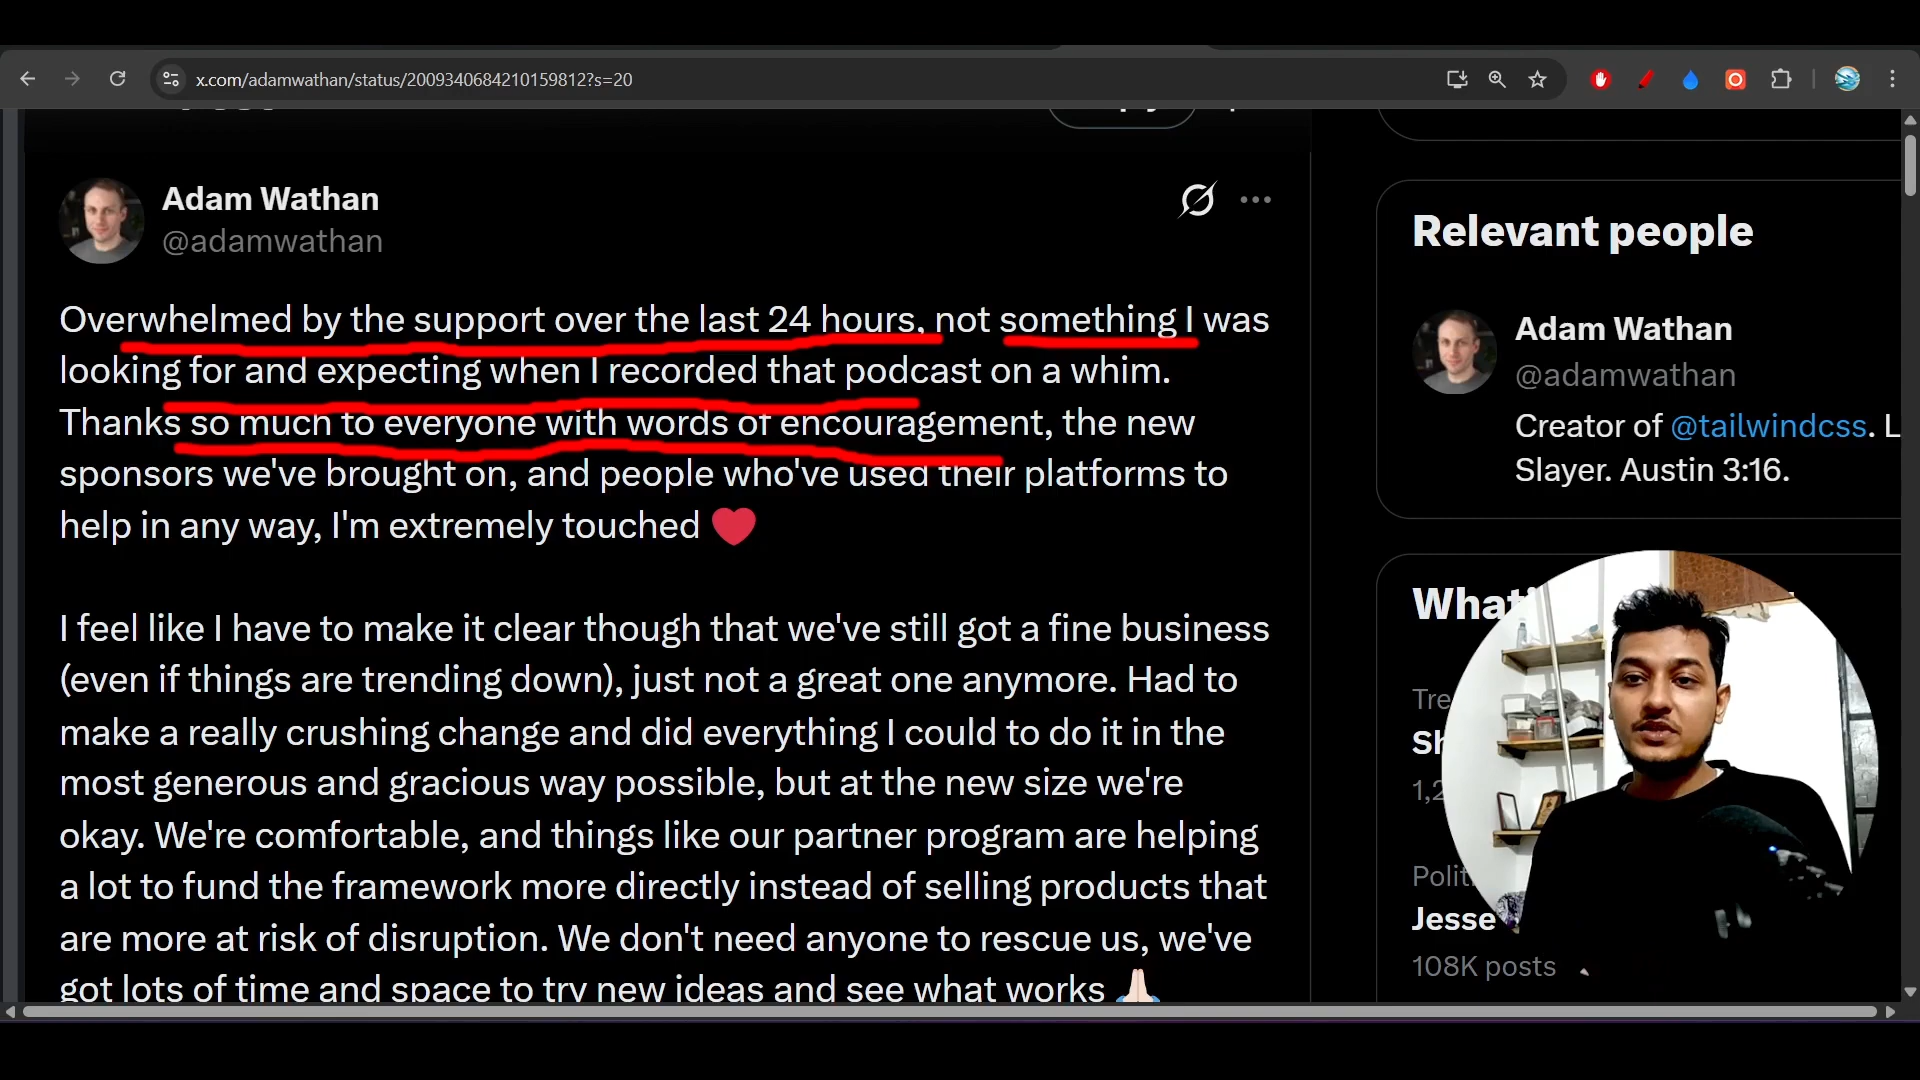 x.com/adamwathan/status/2009340684210159812?s=20
Adam Wathan
@adamwathan
Overwhelmed by the support over the last 24 hours, not something I was
looking for and expecting when I recorded that podcast on a whim.
Thanks so much to everyone with words of encouragement, the new
sponsors we've brought on, and people who've used their platforms to
help in any way, I'm extremely touched ❤️
I feel like I have to make it clear though that we've still got a fine business
(even if things are trending down), just not a great one anymore. Had to
make a really crushing change and did everything I could to do it in the
most generous and gracious way possible, but at the new size we're
okay. We're comfortable, and things like our partner program are helping
a lot to fund the framework more directly instead of selling products that
are more at risk of disruption. We don't need anyone to rescue us, we've
got lots of time and space to try new ideas and see what works 🙏🏻
Relevant people
Adam Wathan
@adamwathan
Creator of @tailwindcss. L
Slayer. Austin 3:16.
What
Tre
Sh
1,2
Polit
Jesse
108K posts